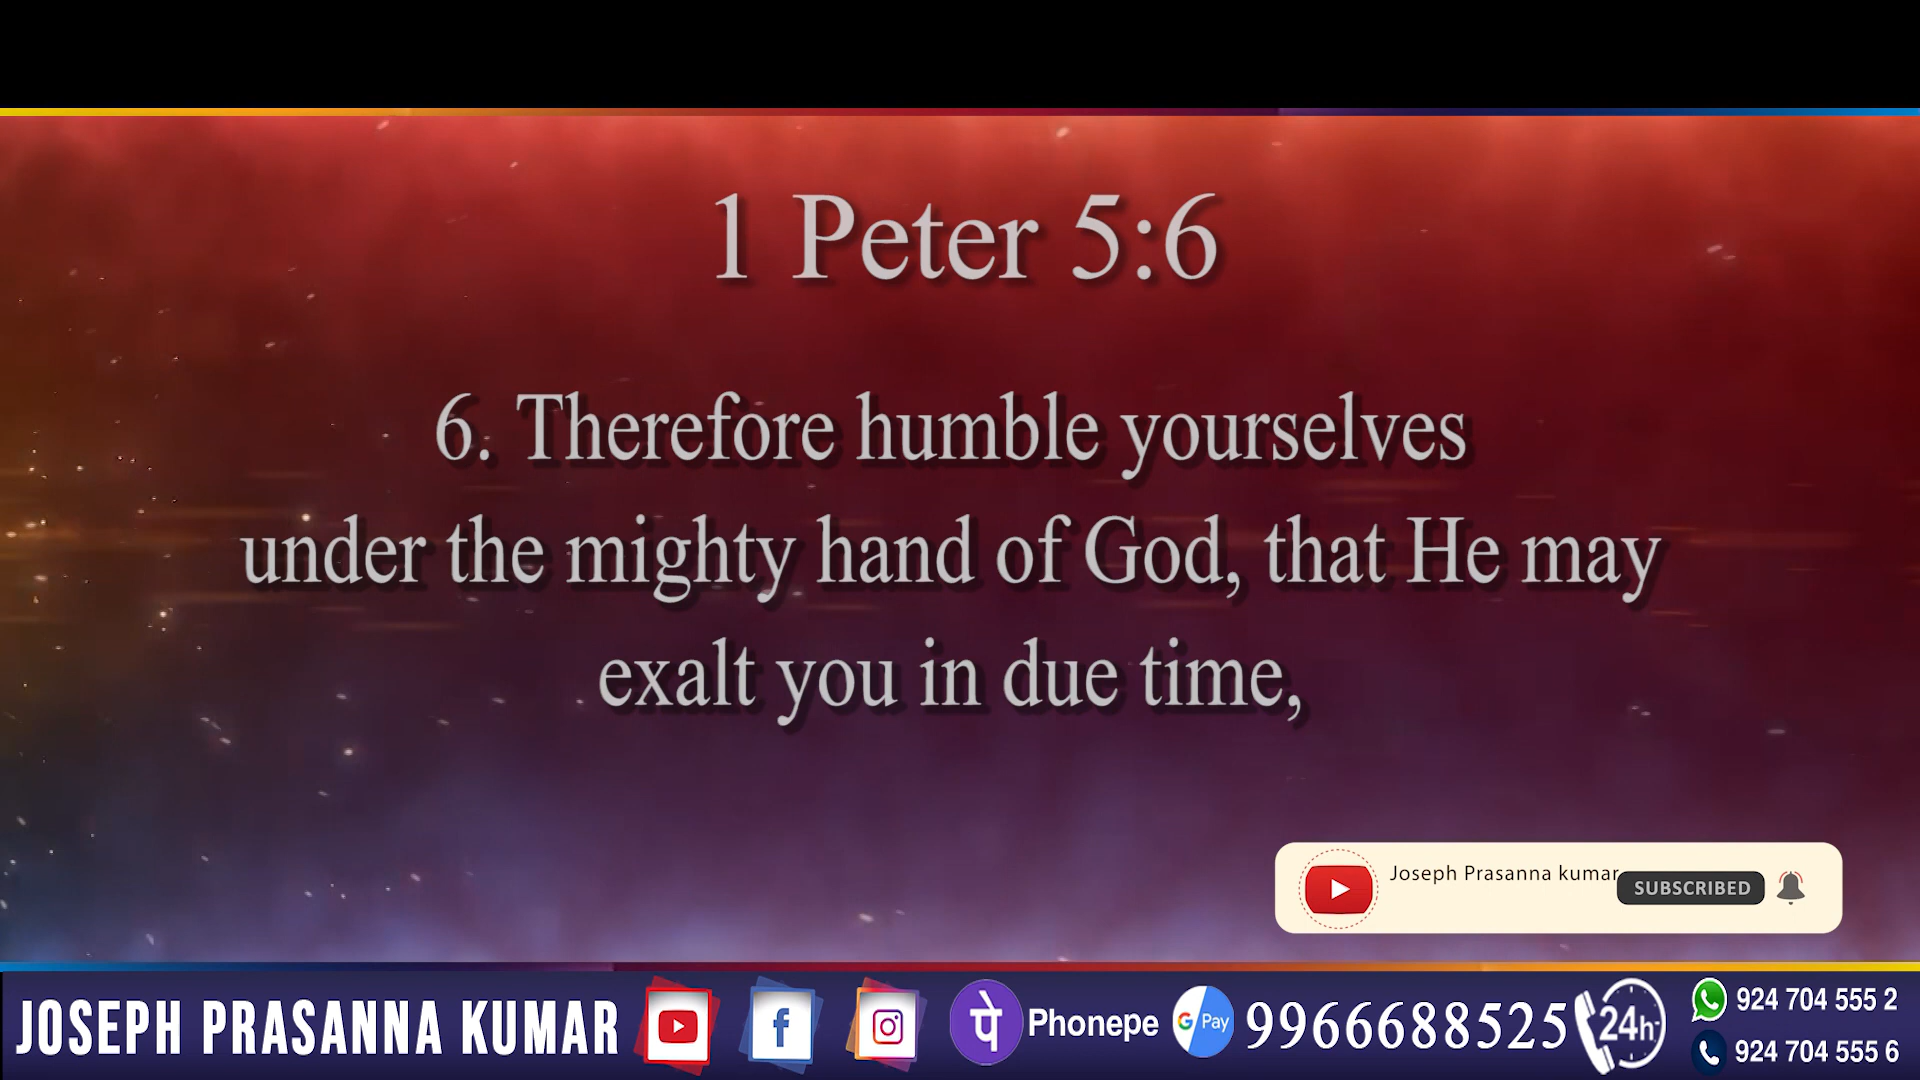 1 Peter 5:6
6. Therefore humble yourselves
under the mighty hand of God, that He may
exalt you in due time,
Joseph Prasanna kumar
SUBSCRIBED
JOSEPH PRASANNA KUMAR
पे Phonepe
G Pay
9966688525
24h
924 704 555 2
924 704 555 6